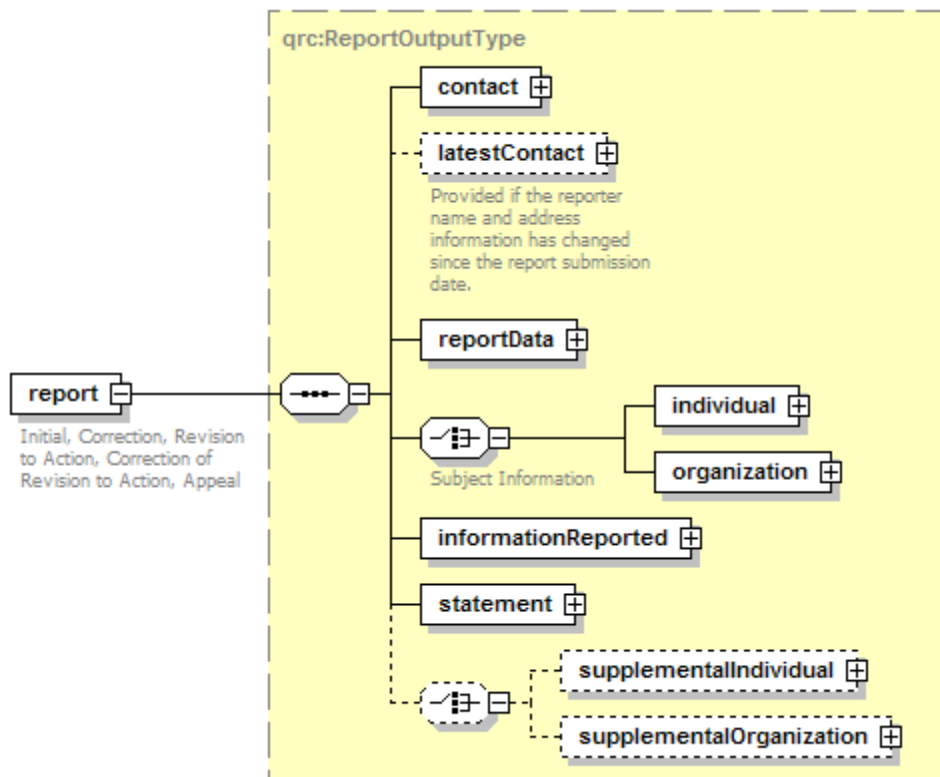 qrc:ReportOutputType
contact
latestContact
Provided if the reporter
name and address
information has changed
since the report submission
date.
reportData
report
Initial, Correction, Revision
to Action, Correction of
Revision to Action, Appeal
individual
Subject Information
organization
informationReported
statement
supplementalIndividual
supplementalOrganization